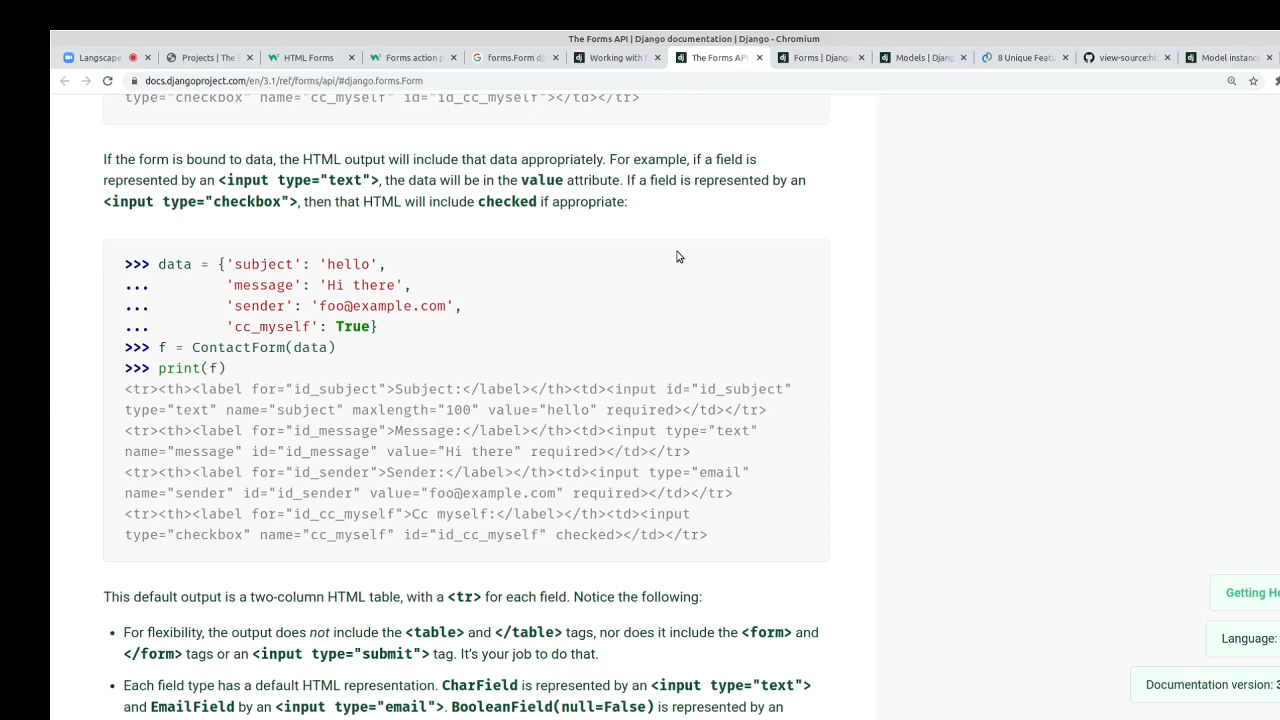 The Forms API | Django documentation | Django - Chromium
Langscape
Projects | The F
HTML Forms
Forms action p
forms.Form dj
Working with f
The Forms API
Forms | Django
Models | Djang
8 Unique Featu
view-source:ht
Model instance
docs.djangoproject.com/en/3.1/ref/forms/api/#django.forms.Form
type="checkbox" name="cc_myself" id="id_cc_myself"></td></tr>
If the form is bound to data, the HTML output will include that data appropriately. For example, if a field is
represented by an <input type="text">, the data will be in the value attribute. If a field is represented by an
<input type="checkbox">, then that HTML will include checked if appropriate:
>>> data = {'subject': 'hello',
... 'message': 'Hi there',
... 'sender': 'foo@example.com',
... 'cc_myself': True}
>>> f = ContactForm(data)
>>> print(f)
<tr><th><label for="id_subject">Subject:</label></th><td><input id="id_subject"
type="text" name="subject" maxlength="100" value="hello" required></td></tr>
<tr><th><label for="id_message">Message:</label></th><td><input type="text"
name="message" id="id_message" value="Hi there" required></td></tr>
<tr><th><label for="id_sender">Sender:</label></th><td><input type="email"
name="sender" id="id_sender" value="foo@example.com" required></td></tr>
<tr><th><label for="id_cc_myself">Cc myself:</label></th><td><input
type="checkbox" name="cc_myself" id="id_cc_myself" checked></td></tr>
This default output is a two-column HTML table, with a <tr> for each field. Notice the following:
• For flexibility, the output does not include the <table> and </table> tags, nor does it include the <form> and
</form> tags or an <input type="submit"> tag. It's your job to do that.
• Each field type has a default HTML representation. CharField is represented by an <input type="text">
and EmailField by an <input type="email">. BooleanField(null=False) is represented by an
Getting He
Language:
Documentation version: 3